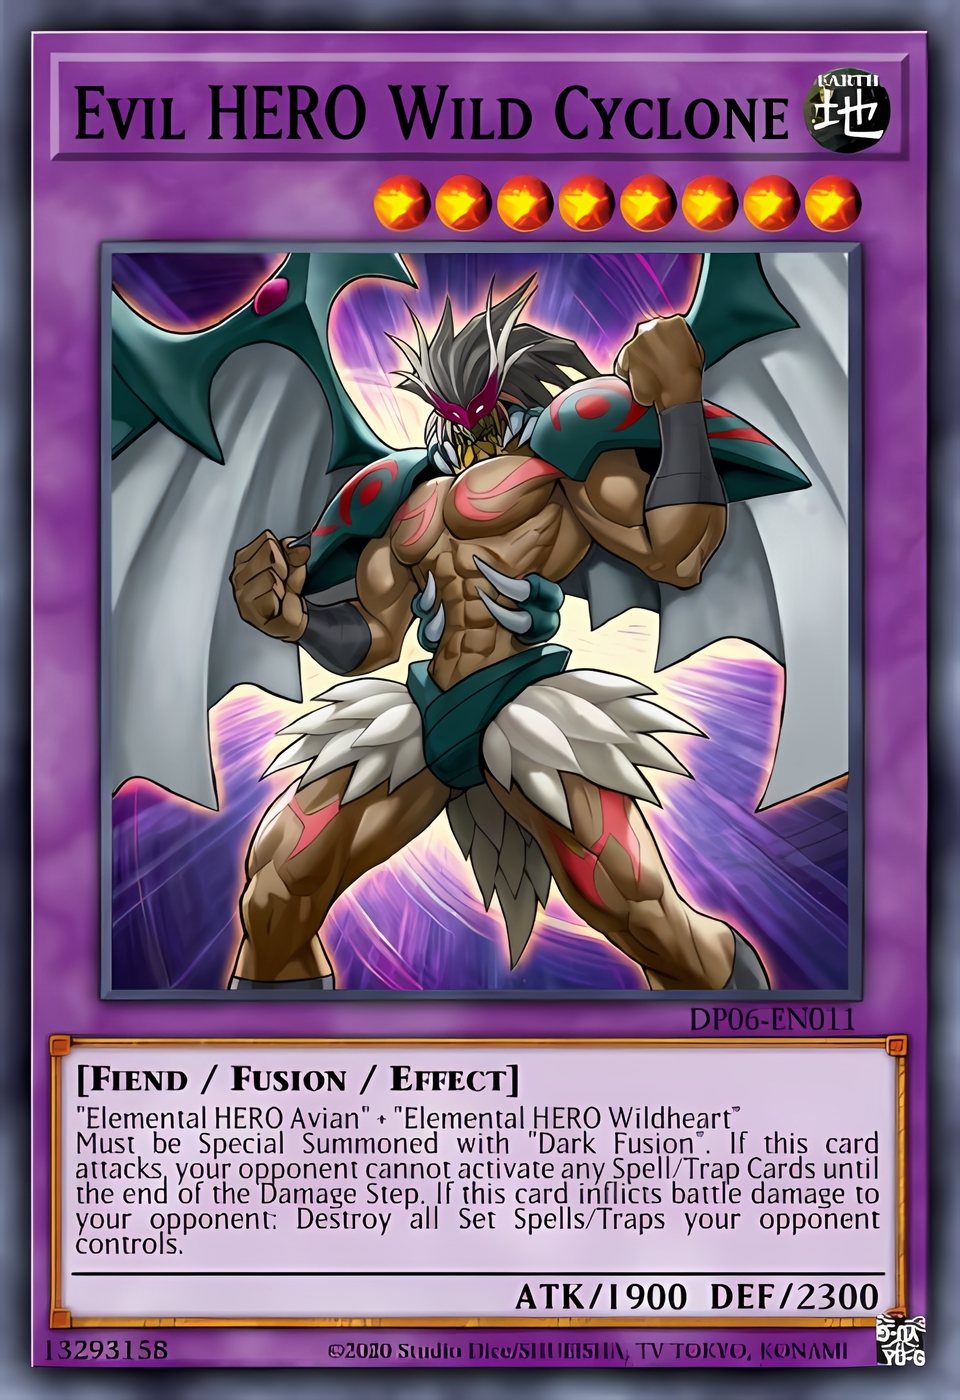 EVIL HERO WILD CYCLONE
EARTH
地
DP06-EN011
[FIEND / FUSION / EFFECT]
"Elemental HERO Avian" + "Elemental HERO Wildheart"
Must be Special Summoned with "Dark Fusion". If this card
attacks, your opponent cannot activate any Spell/Trap Cards until
the end of the Damage Step. If this card inflicts battle damage to
your opponent: Destroy all Set Spells/Traps your opponent
controls.
ATK/1900 DEF/2300
13293158
©2020 Studio Dice/SHUEISHA, TV TOKYO, KONAMI